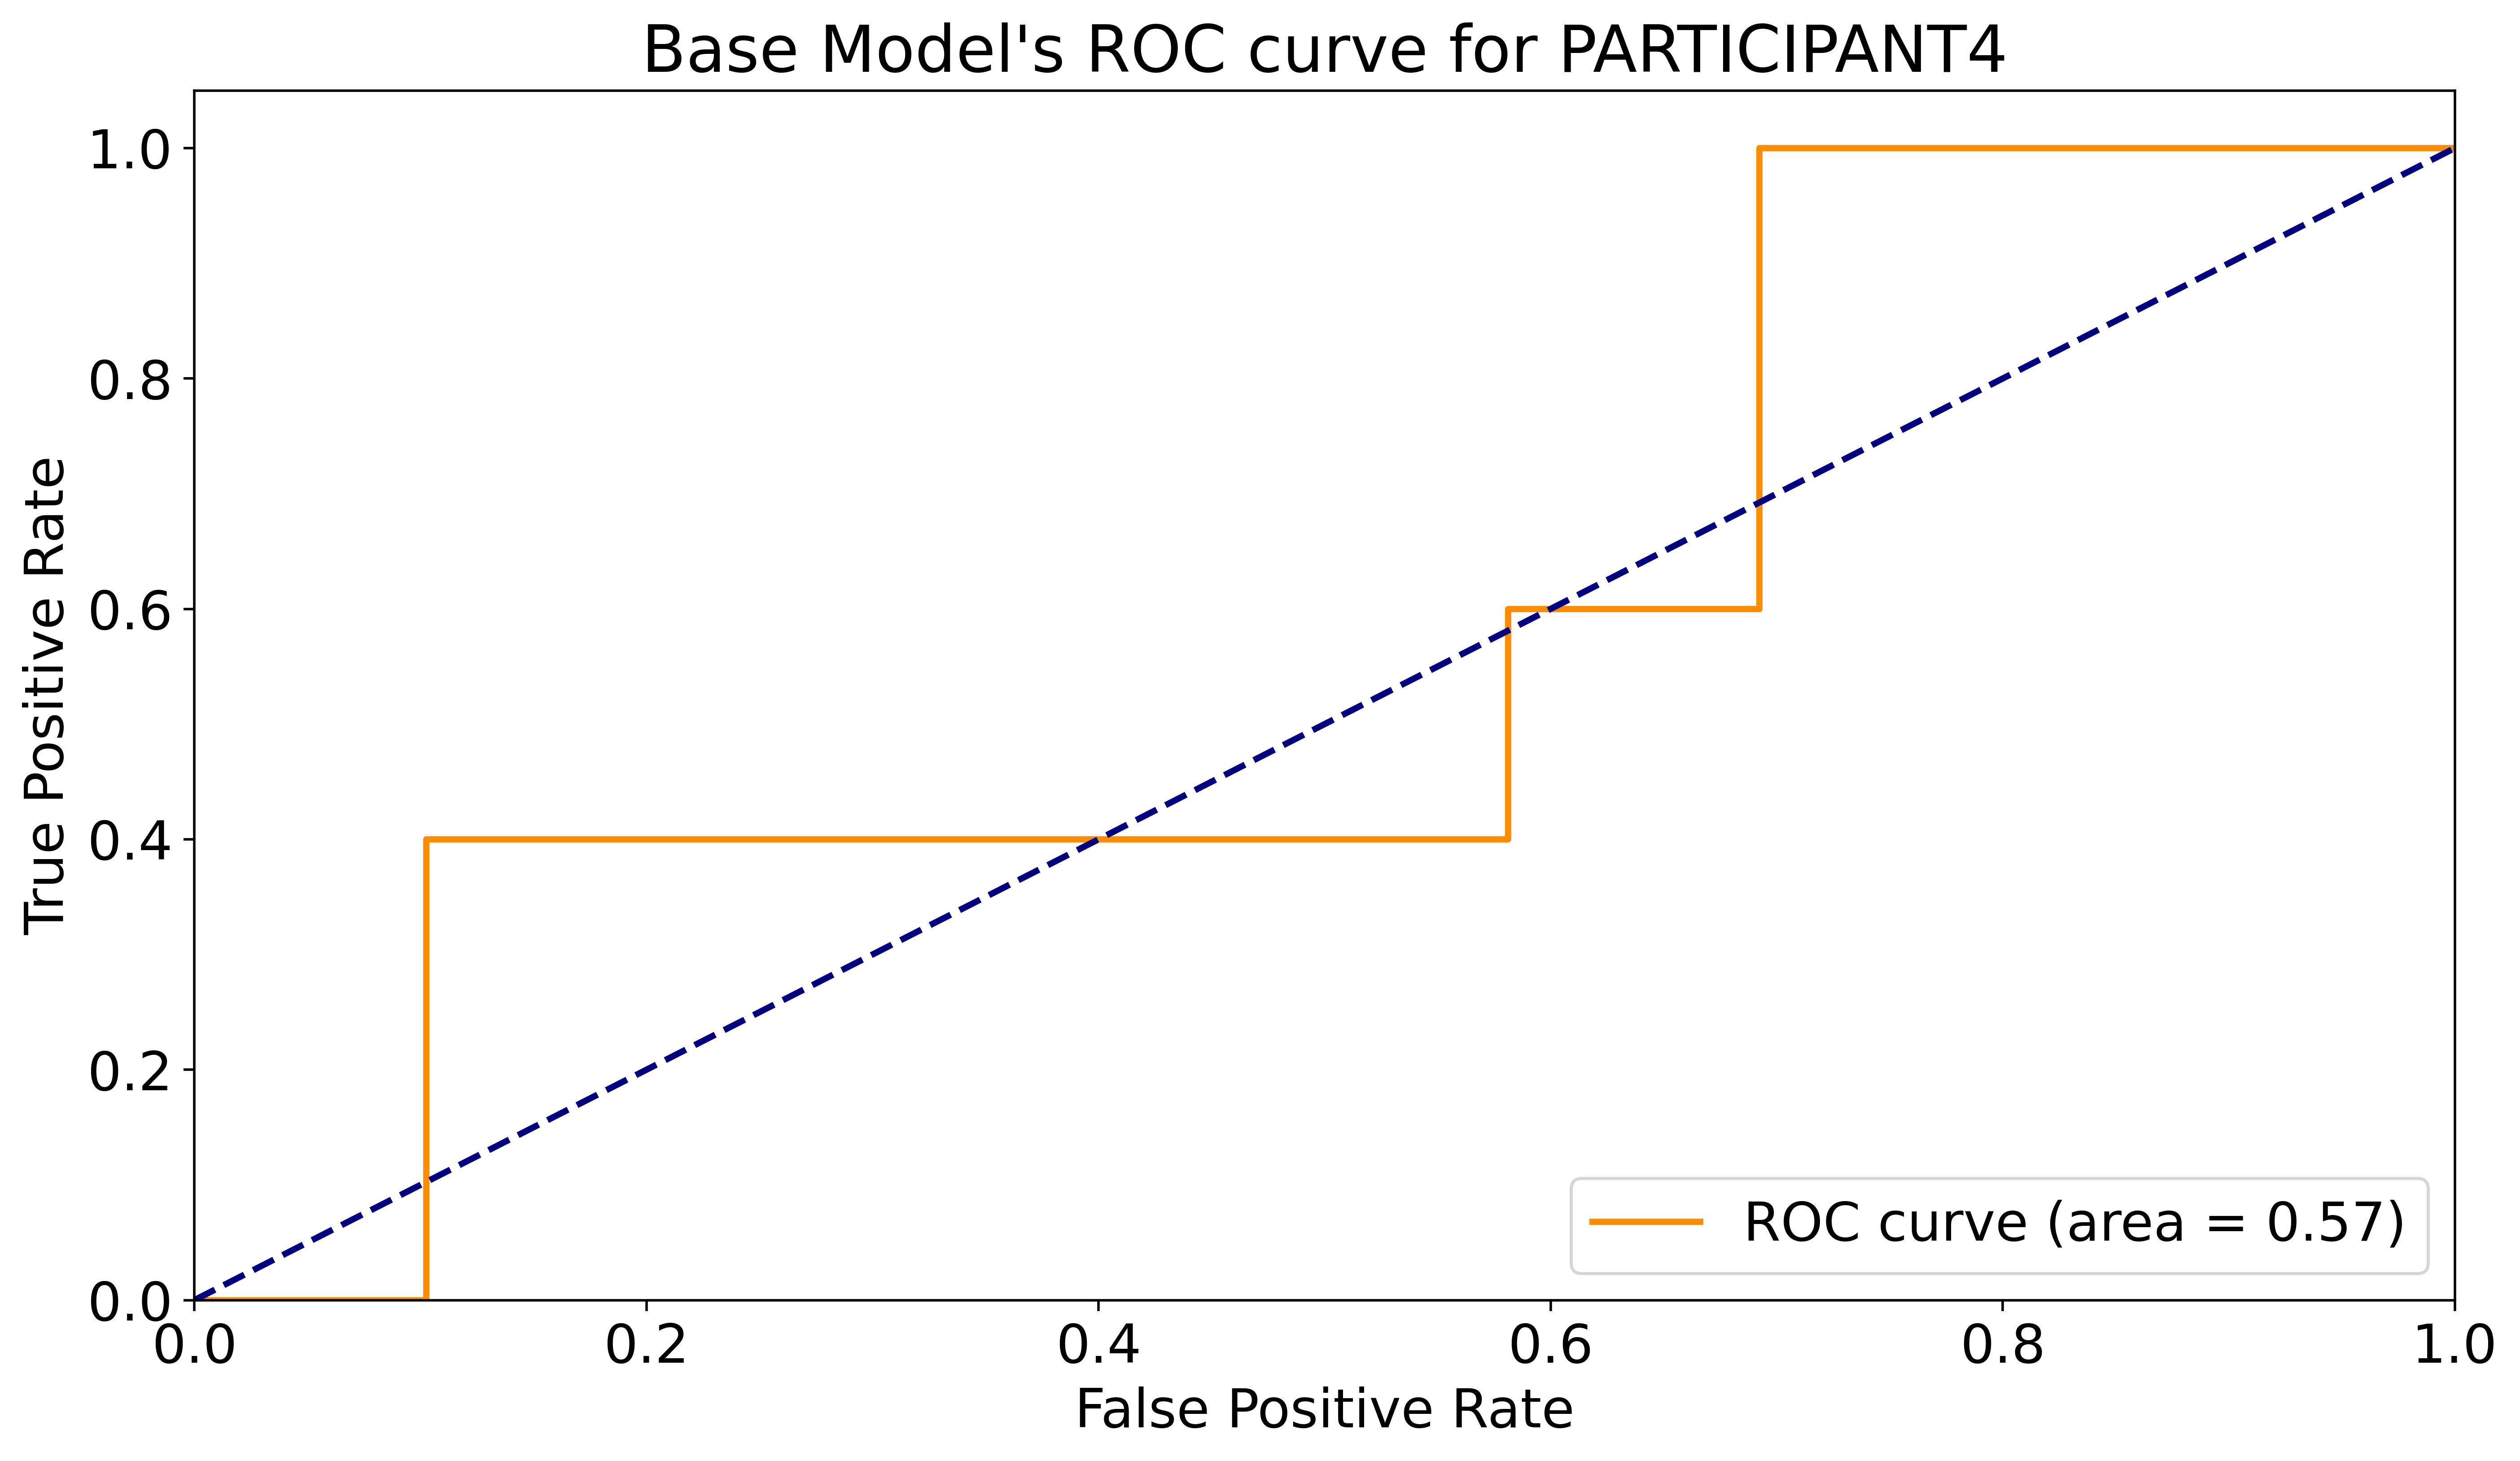 Base Model's ROC curve for PARTICIPANT4
1.0
0.8
0.6
0.4
0.2
0.0
True Positive Rate
0.0 0.2 0.4 0.6 0.8 1.0
False Positive Rate
ROC curve (area = 0.57)